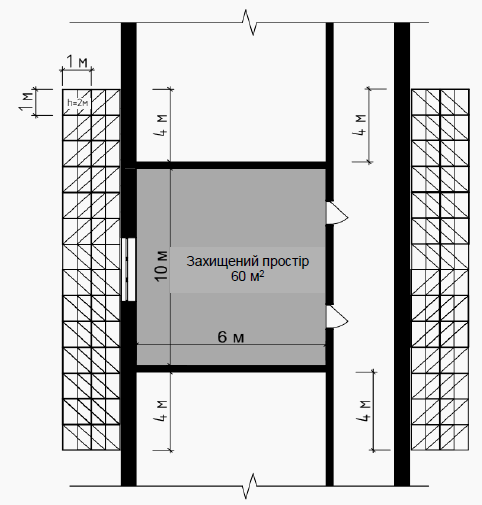 1 м
1 м
h=2м
4 м
4 м
Захищений простір
60 м²
10 м
6 м
4 м
4 м